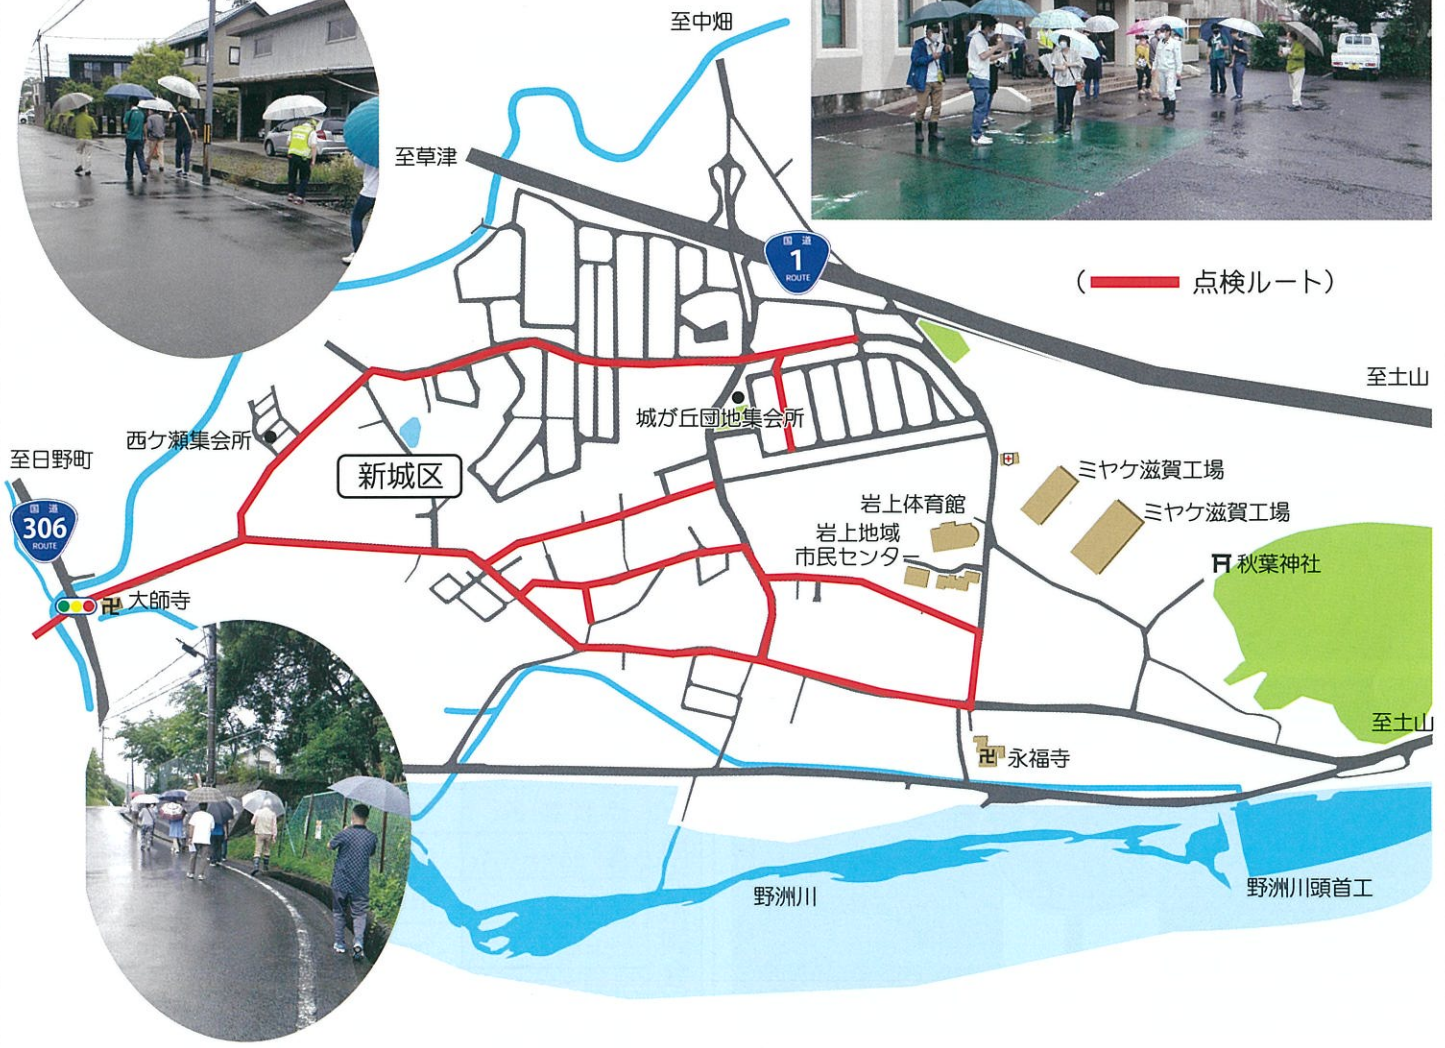 至中畑
至草津
国道
1
ROUTE
(━ 点検ルート)
至土山
城が丘団地集会所
西ケ瀬集会所
至日野町
新城区
国道
306
ROUTE
ミヤケ滋賀工場
岩上体育館
ミヤケ滋賀工場
岩上地域
市民センター
秋葉神社
大師寺
至土山
永福寺
野洲川
野洲川頭首工